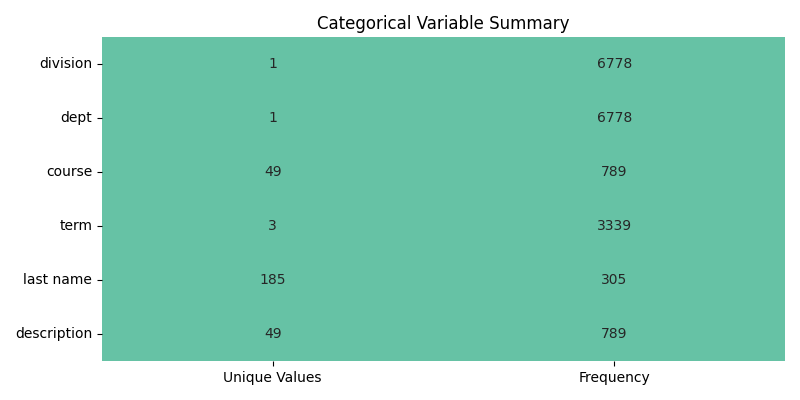 Categorical Variable Summary
division 1 6778
dept 1 6778
course 49 789
term 3 3339
last name 185 305
description 49 789
Unique Values Frequency